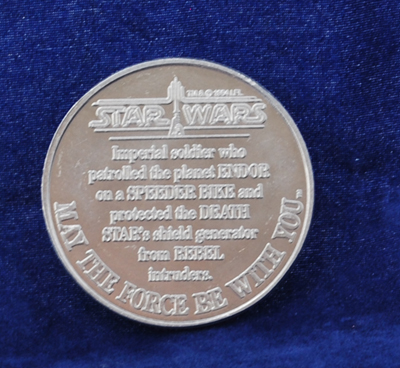 STAR WARS
Imperial soldier who
patrolled the planet ENDOR
on a SPEEDER BIKE and
protected the DEATH
STAR's shield generator
from REBEL
intruders.
MAY THE FORCE BE WITH YOU